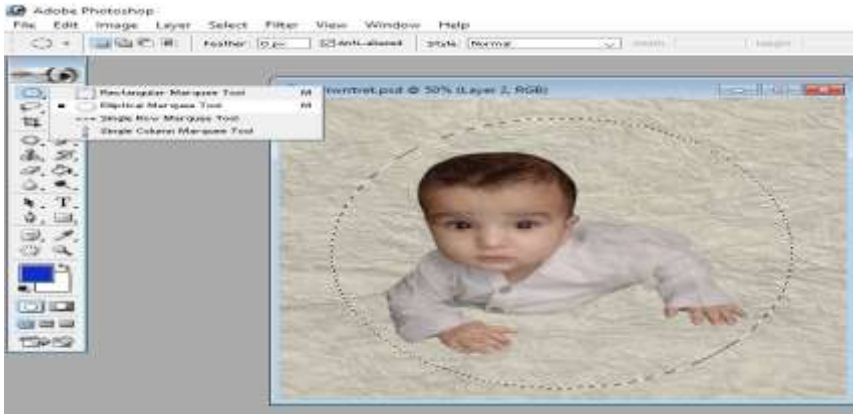 Adobe Photoshop
File Edit Image Layer Select Filter View Window Help
Feather: 0 px Anti-aliased Style: Normal Width: Height:
Rectangular Marquee Tool M
Elliptical Marquee Tool M
Single Row Marquee Tool
Single Column Marquee Tool
@ 50% (Layer 2, RGB)